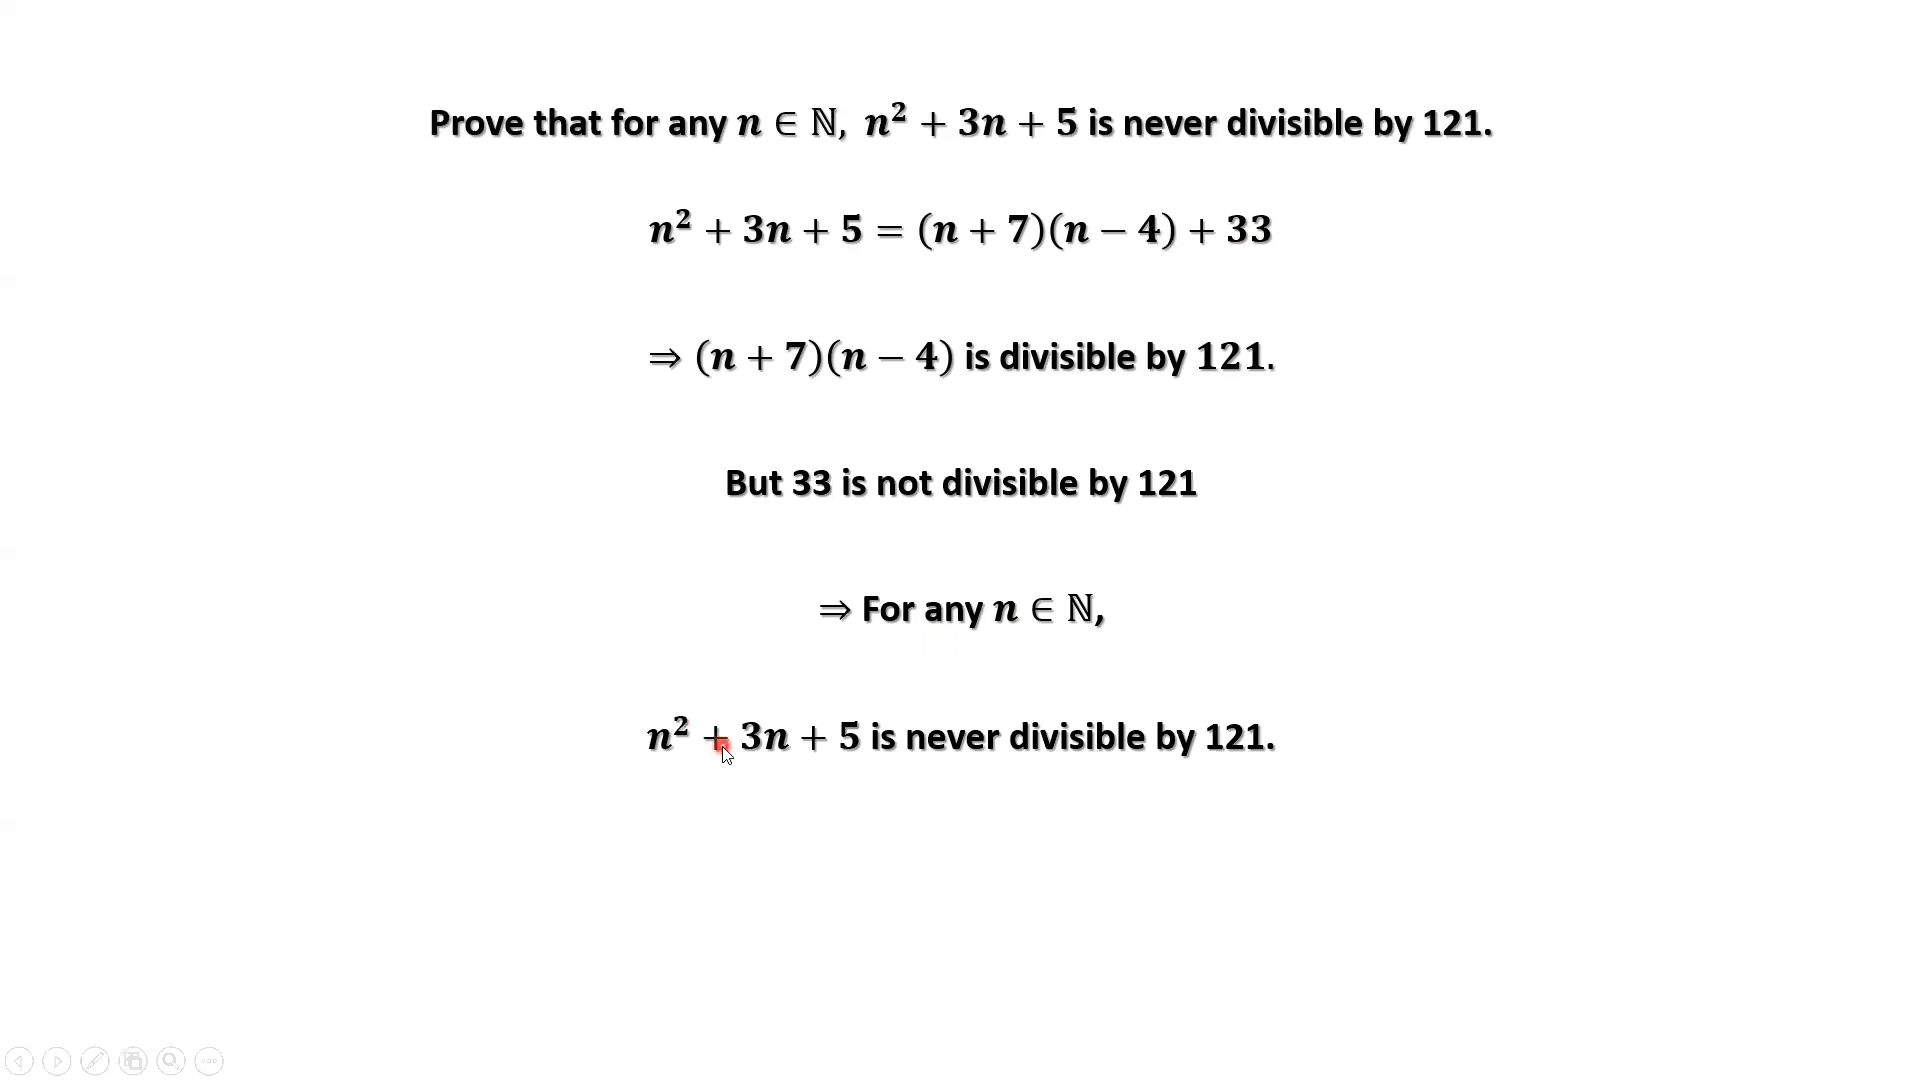 Prove that for any n ∈ ℕ, n² + 3n + 5 is never divisible by 121.
n² + 3n + 5 = (n + 7)(n − 4) + 33
⇒ (n + 7)(n − 4) is divisible by 121.
But 33 is not divisible by 121
⇒ For any n ∈ ℕ,
n² + 3n + 5 is never divisible by 121.